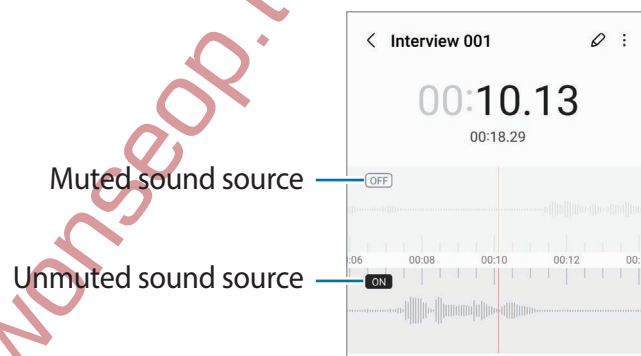 Interview 001
00:10.13
00:18.29
Muted sound source
OFF
:06 00:08 00:10 00:12 00:
Unmuted sound source
ON
wonseop.t